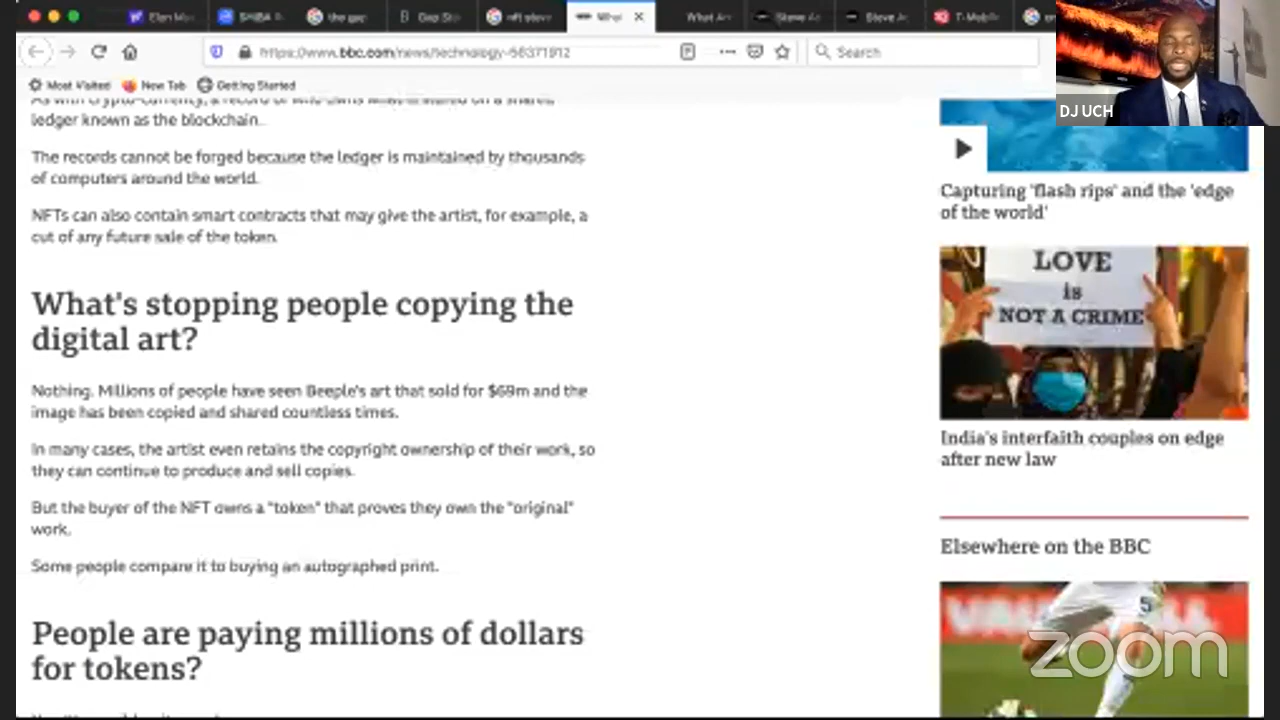 Elon Mu
SHIBA
the gap
Gap St
nft steve
What
What Ar
Steve A
Steve A
T-Mobil
https://www.bbc.com/news/technology-56371912
Search
Most Visited
New Tab
Getting Started
DJ UCH
As with crypto-currency, a record of who owns what is stored on a shared
ledger known as the blockchain.
The records cannot be forged because the ledger is maintained by thousands
of computers around the world.
NFTs can also contain smart contracts that may give the artist, for example, a
cut of any future sale of the token.
What's stopping people copying the
digital art?
Nothing. Millions of people have seen Beeple's art that sold for $69m and the
image has been copied and shared countless times.
In many cases, the artist even retains the copyright ownership of their work, so
they can continue to produce and sell copies.
But the buyer of the NFT owns a "token" that proves they own the "original"
work.
Some people compare it to buying an autographed print.
People are paying millions of dollars
for tokens?
Capturing 'flash rips' and the 'edge
of the world'
LOVE
is
NOT A CRIME
India's interfaith couples on edge
after new law
Elsewhere on the BBC
5
zoom